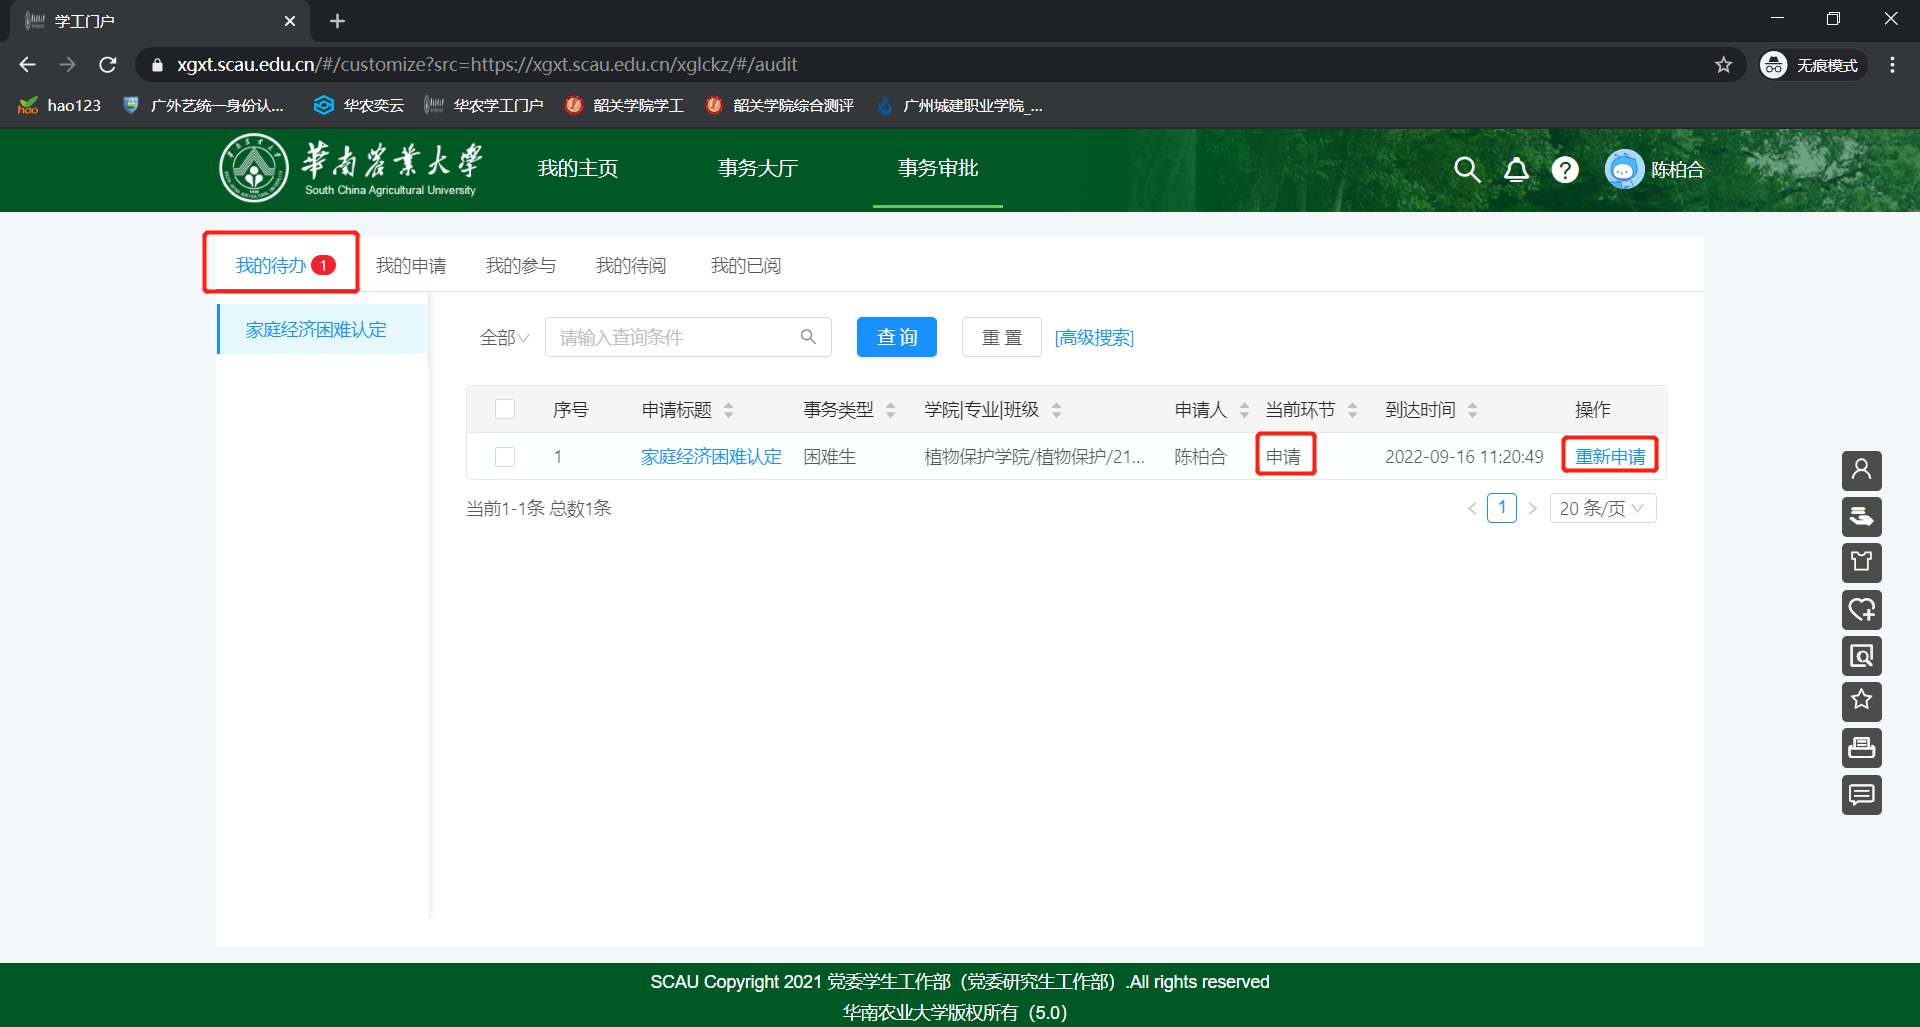 学工门户
xgxt.scau.edu.cn/#/customize?src=https://xgxt.scau.edu.cn/xglckz/#/audit
无痕模式
hao123 广外艺统一身份认... 华农奕云 华农学工门户 韶关学院学工 韶关学院综合测评 广州城建职业学院_...
華南農業大學
South China Agricultural University
我的主页 事务大厅 事务审批
陈柏合
我的待办 1 我的申请 我的参与 我的待阅 我的已阅
家庭经济困难认定
全部 请输入查询条件 查 询 重 置 [高级搜索]
序号 申请标题 事务类型 学院|专业|班级 申请人 当前环节 到达时间 操作
1 家庭经济困难认定 困难生 植物保护学院/植物保护/21... 陈柏合 申请 2022-09-16 11:20:49 重新申请
当前1-1条 总数1条
< 1 > 20 条/页
SCAU Copyright 2021 党委学生工作部（党委研究生工作部）.All rights reserved
华南农业大学版权所有（5.0）